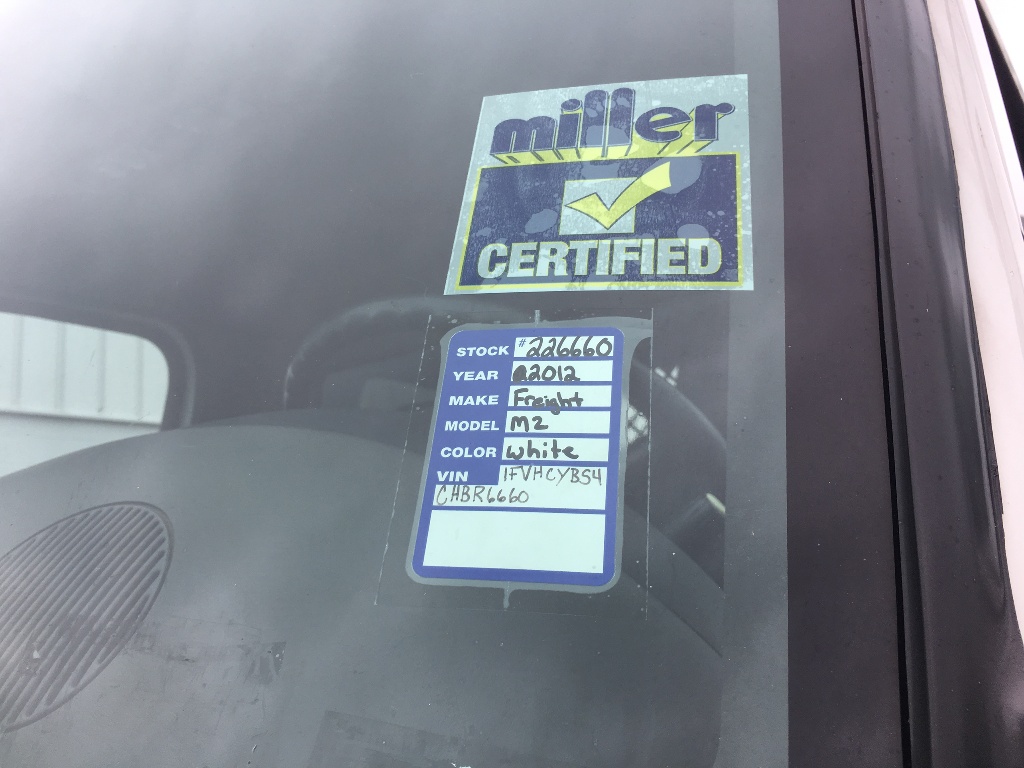 miller
CERTIFIED
STOCK #226660
YEAR 2012
MAKE Freight
MODEL M2
COLOR white
VIN 1FVHCYBS4
CHBR6660